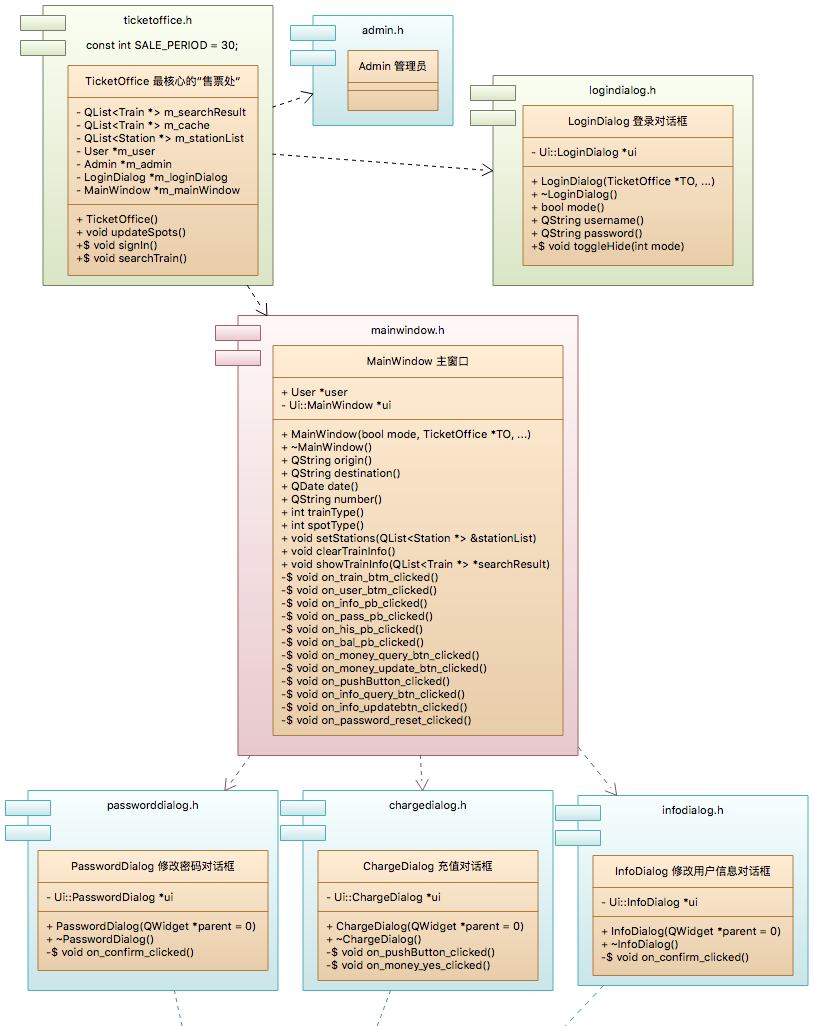 ticketoffice.h
const int SALE_PERIOD = 30;
TicketOffice 最核心的“售票处”
- QList<Train *> m_searchResult
- QList<Train *> m_cache
- QList<Station *> m_stationList
- User *m_user
- Admin *m_admin
- LoginDialog *m_loginDialog
- MainWindow *m_mainWindow
+ TicketOffice()
+ void updateSpots()
+$ void signIn()
+$ void searchTrain()
admin.h
Admin 管理员
logindialog.h
LoginDialog 登录对话框
- Ui::LoginDialog *ui
+ LoginDialog(TicketOffice *TO, ...)
+ ~LoginDialog()
+ bool mode()
+ QString username()
+ QString password()
+$ void toggleHide(int mode)
mainwindow.h
MainWindow 主窗口
+ User *user
- Ui::MainWindow *ui
+ MainWindow(bool mode, TicketOffice *TO, ...)
+ ~MainWindow()
+ QString origin()
+ QString destination()
+ QDate date()
+ QString number()
+ int trainType()
+ int spotType()
+ void setStations(QList<Station *> &stationList)
+ void clearTrainInfo()
+ void showTrainInfo(QList<Train *> *searchResult)
-$ void on_train_btm_clicked()
-$ void on_user_btm_clicked()
-$ void on_info_pb_clicked()
-$ void on_pass_pb_clicked()
-$ void on_his_pb_clicked()
-$ void on_bal_pb_clicked()
-$ void on_money_query_btn_clicked()
-$ void on_money_update_btn_clicked()
-$ void on_pushButton_clicked()
-$ void on_info_query_btn_clicked()
-$ void on_info_updatebtn_clicked()
-$ void on_password_reset_clicked()
passworddialog.h
PasswordDialog 修改密码对话框
- Ui::PasswordDialog *ui
+ PasswordDialog(QWidget *parent = 0)
+ ~PasswordDialog()
-$ void on_confirm_clicked()
chargedialog.h
ChargeDialog 充值对话框
- Ui::ChargeDialog *ui
+ ChargeDialog(QWidget *parent = 0)
+ ~ChargeDialog()
-$ void on_pushButton_clicked()
-$ void on_money_yes_clicked()
infodialog.h
InfoDialog 修改用户信息对话框
- Ui::InfoDialog *ui
+ InfoDialog(QWidget *parent = 0)
+ ~InfoDialog()
-$ void on_confirm_clicked()